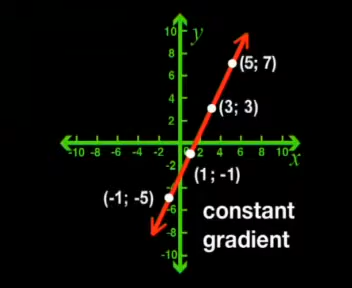 y
10
8
6
4
2
(5; 7)
(3; 3)
-10 -8 -6 -4 -2 2 4 6 8 10
x
(1; -1)
(-1; -5)
-2
-4
-6
-8
-10
constant
gradient